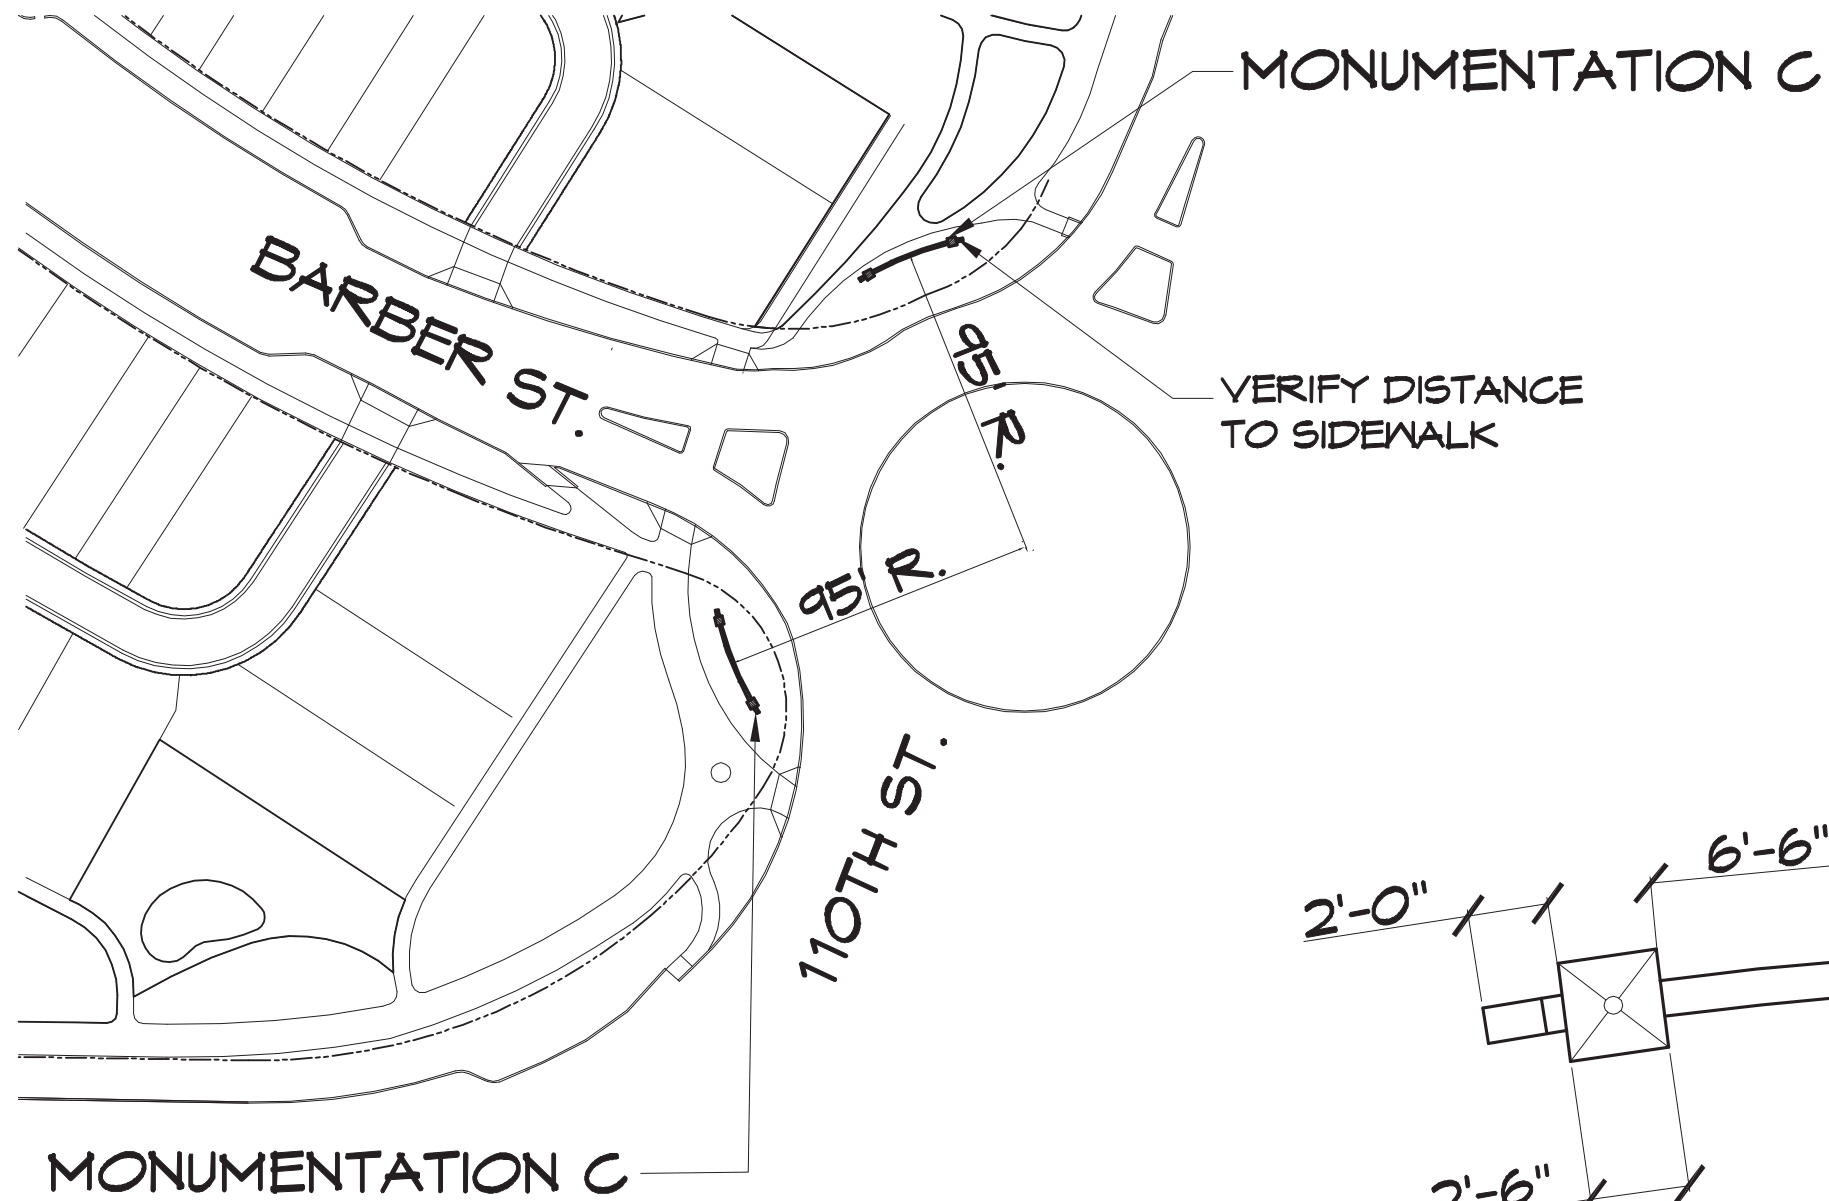 MONUMENTATION C
BARBER ST.
95' R.
VERIFY DISTANCE
TO SIDEWALK
95' R.
110TH ST.
6'-6"
2'-0"
MONUMENTATION C
2'-6"